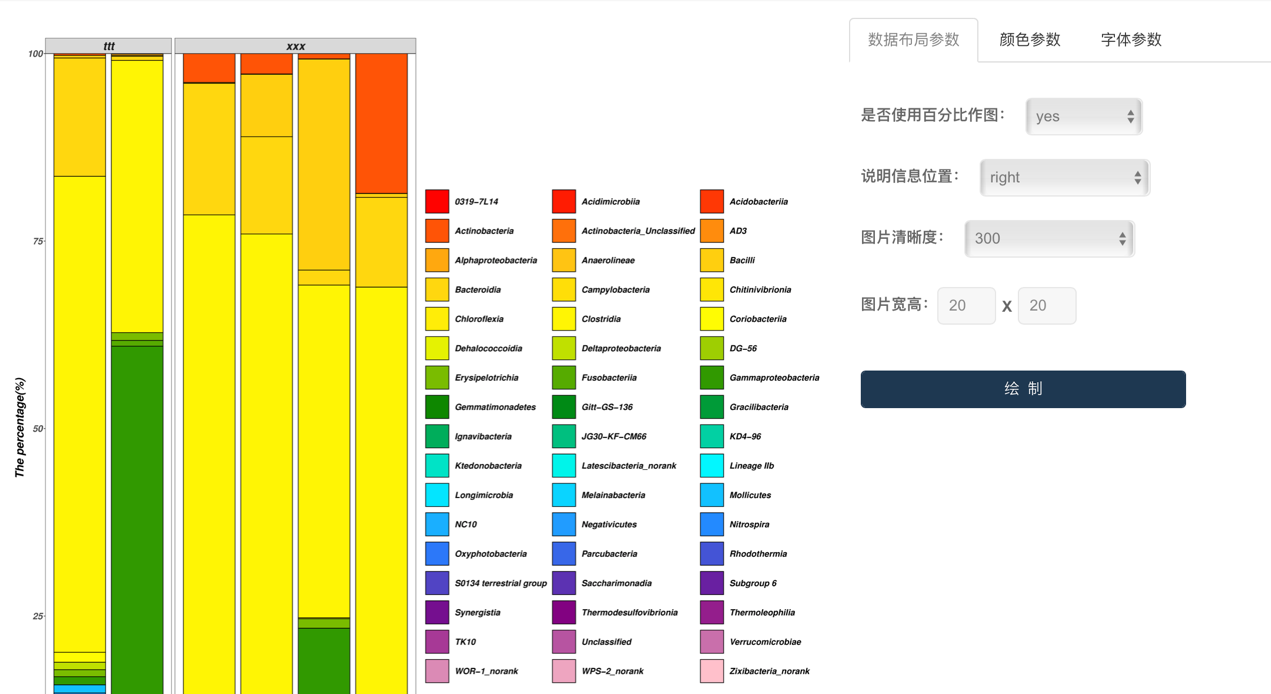 数据布局参数 颜色参数 字体参数
ttt xxx
100
75
50
25
The percentage(%)
0319-7L14 Acidimicrobiia Acidobacteriia
Actinobacteria Actinobacteria_Unclassified AD3
Alphaproteobacteria Anaerolineae Bacilli
Bacteroidia Campylobacteria Chitinivibrionia
Chloroflexia Clostridia Coriobacteriia
Dehalococcoidia Deltaproteobacteria DG-56
Erysipelotrichia Fusobacteriia Gammaproteobacteria
Gemmatimonadetes Gitt-GS-136 Gracilibacteria
Ignavibacteria JG30-KF-CM66 KD4-96
Ktedonobacteria Latescibacteria_norank Lineage IIb
Longimicrobia Melainabacteria Mollicutes
NC10 Negativicutes Nitrospira
Oxyphotobacteria Parcubacteria Rhodothermia
S0134 terrestrial group Saccharimonadia Subgroup 6
Synergistia Thermodesulfovibrionia Thermoleophilia
TK10 Unclassified Verrucomicrobiae
WOR-1_norank WPS-2_norank Zixibacteria_norank
是否使用百分比作图： yes
说明信息位置： right
图片清晰度： 300
图片宽高： 20 X 20
绘 制